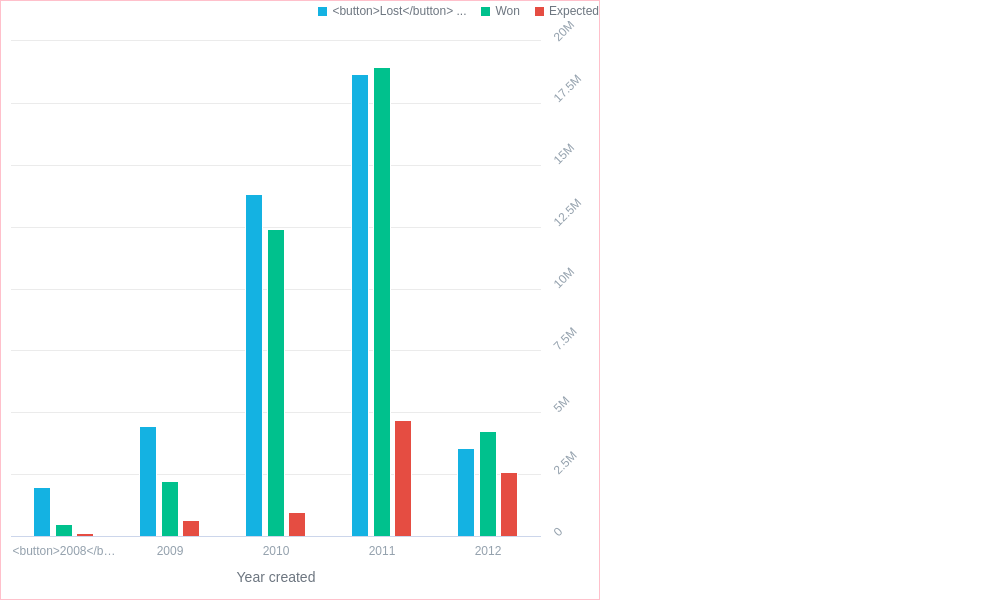 <button>Lost</button> ... Won Expected
20M
17.5M
15M
12.5M
10M
7.5M
5M
2.5M
0
<button>2008</b… 2009 2010 2011 2012
Year created